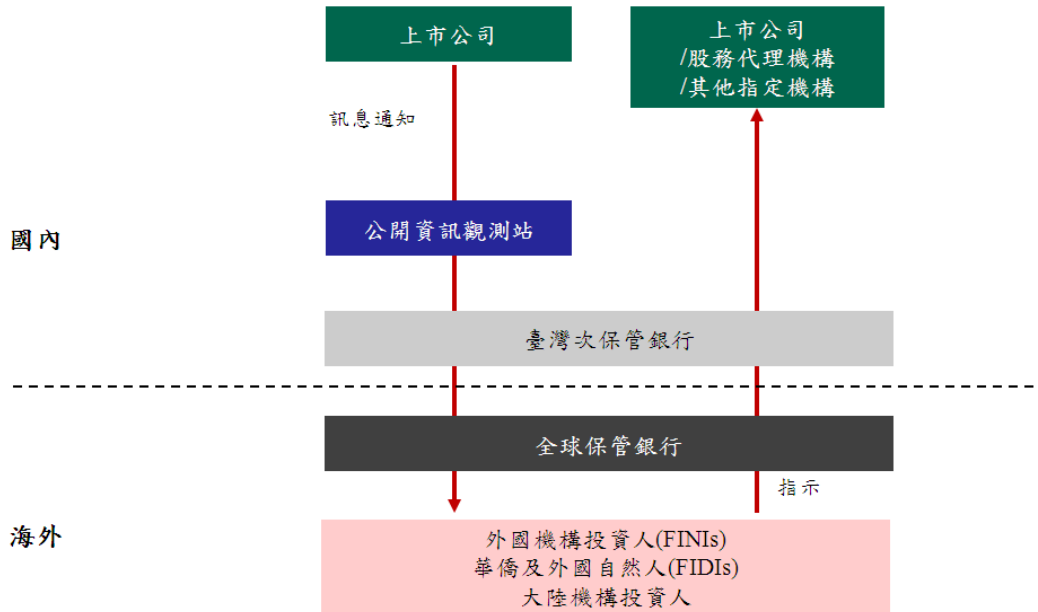 上市公司
上市公司
/股務代理機構
/其他指定機構
訊息通知
國內
公開資訊觀測站
臺灣次保管銀行
全球保管銀行
指示
海外
外國機構投資人(FINIs)
華僑及外國自然人(FIDIs)
大陸機構投資人